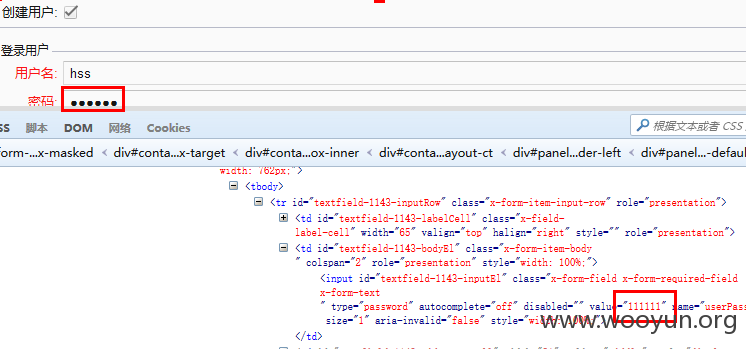 创建用户:
登录用户
用户名: hss
密码: ●●●●●●
SS 脚本 DOM 网络 Cookies 根据文本或者 CSS
form-...x-masked < div#conta...x-target < div#conta...ox-inner < div#conta...ayout-ct < div#panel...der-left < div#panel...-defaul
width: 762px;">
<tbody>
<tr id="textfield-1143-inputRow" class="x-form-item-input-row" role="presentation">
<td id="textfield-1143-labelCell" class="x-field-
label-cell" width="65" valign="top" halign="right" style="" role="presentation">
<td id="textfield-1143-bodyEl" class="x-form-item-body
" colspan="2" role="presentation" style="width: 100%;">
<input id="textfield-1143-inputEl" class="x-form-field x-form-required-field
x-form-text
" type="password" autocomplete="off" disabled="" value="111111" name="userPass
size="1" aria-invalid="false" style="width: 100%;">
</td>
www.wooyun.org